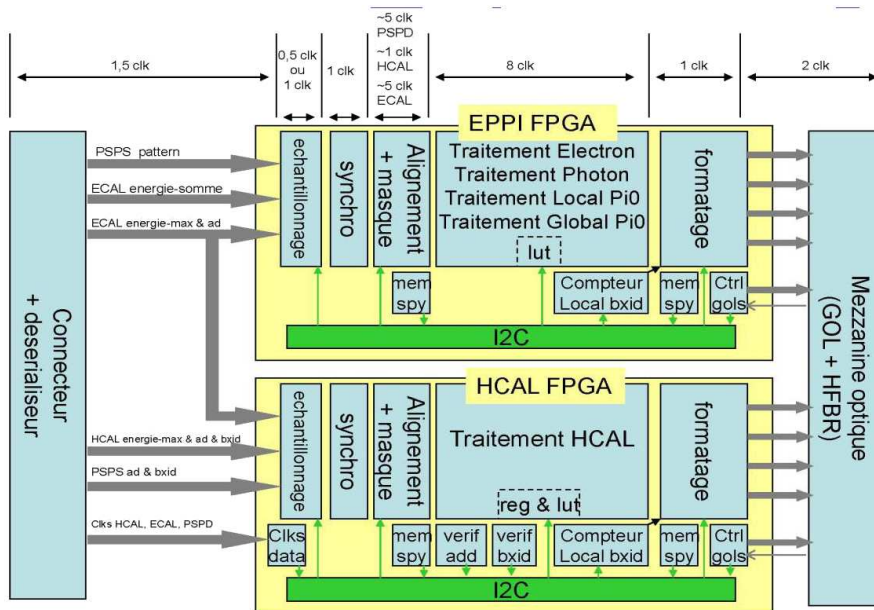 ~5 clk
PSPD
~1 clk
HCAL
~5 clk
ECAL
1,5 clk
0,5 clk
ou
1 clk
1 clk
8 clk
1 clk
2 clk
Connecteur
+ deserialiseur
PSPS pattern
ECAL energie-somme
ECAL energie-max & ad
HCAL energie-max & ad & bxid
PSPS ad & bxid
Clks HCAL, ECAL, PSPD
EPPI FPGA
echantillonnage
synchro
Alignement
+ masque
Traitement Electron
Traitement Photon
Traitement Local Pi0
Traitement Global Pi0
lut
formatage
mem
spy
Compteur
Local bxid
mem
spy
Ctrl
gols
I2C
HCAL FPGA
echantillonnage
synchro
Alignement
+ masque
Traitement HCAL
reg & lut
formatage
Clks
data
mem
spy
verif
add
verif
bxid
Compteur
Local bxid
mem
spy
Ctrl
gols
I2C
Mezzanine optique
(GOL + HFBR)